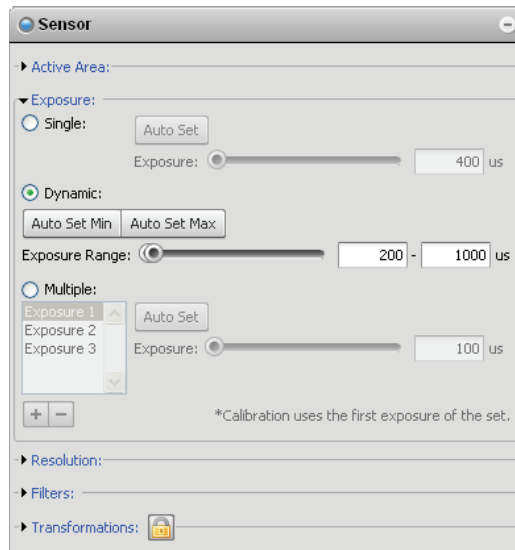 Sensor
Active Area:
Exposure:
Single:
Auto Set
Exposure: 400 us
Dynamic:
Auto Set Min Auto Set Max
Exposure Range: 200 - 1000 us
Multiple:
Exposure 1
Exposure 2
Exposure 3
Auto Set
Exposure: 100 us
+ −
*Calibration uses the first exposure of the set.
Resolution:
Filters:
Transformations: